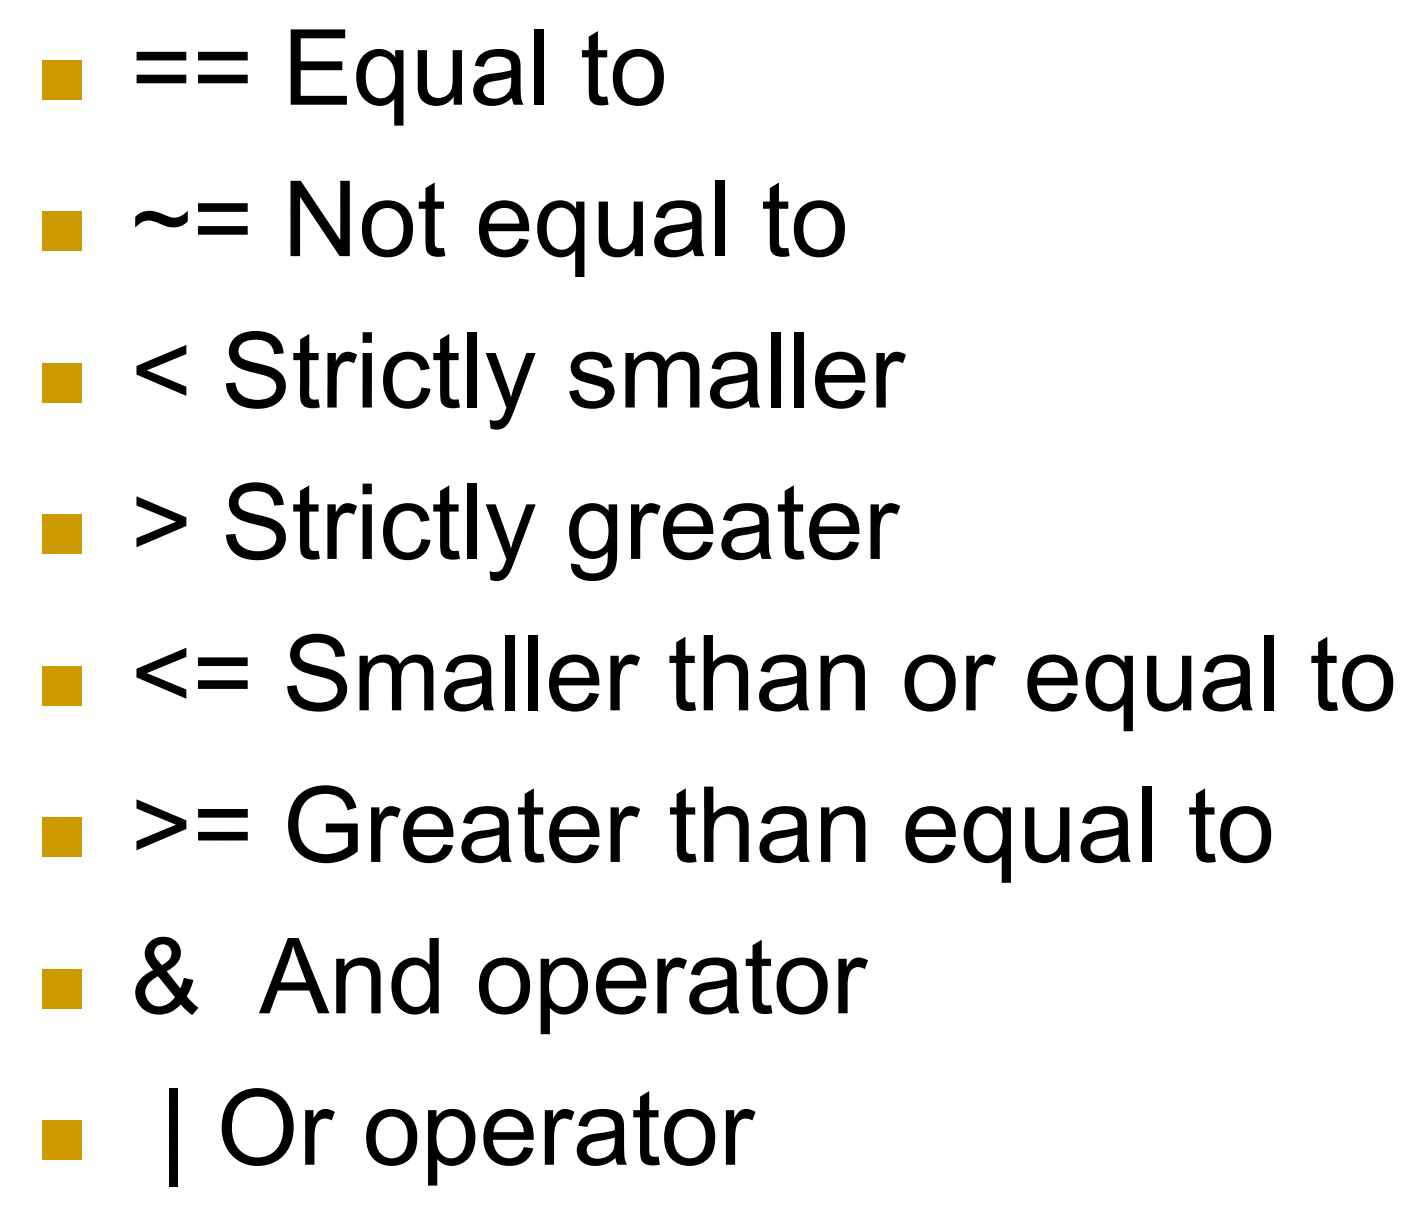 == Equal to
~= Not equal to
< Strictly smaller
> Strictly greater
<= Smaller than or equal to
>= Greater than equal to
&  And operator
| Or operator